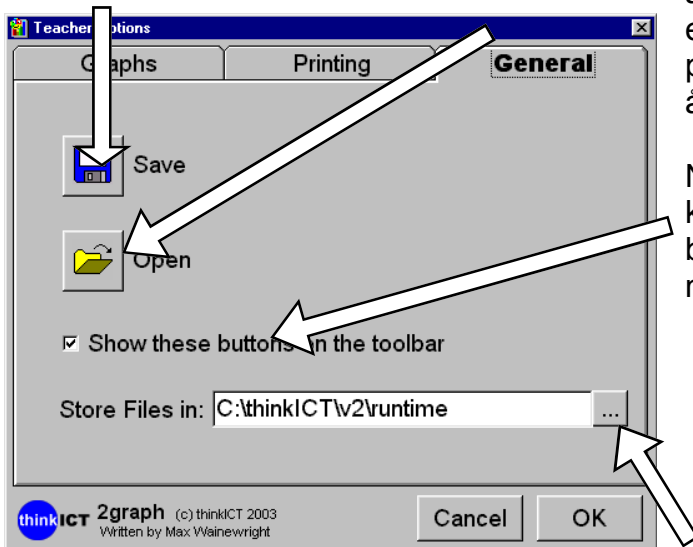 Teacher Options
Graphs Printing General
Save
Open
Show these buttons on the toolbar
Store Files in: C:\thinkICT\v2\runtime ...
thinkICT 2graph (c) thinkICT 2003
Written by Max Wainewright
Cancel OK